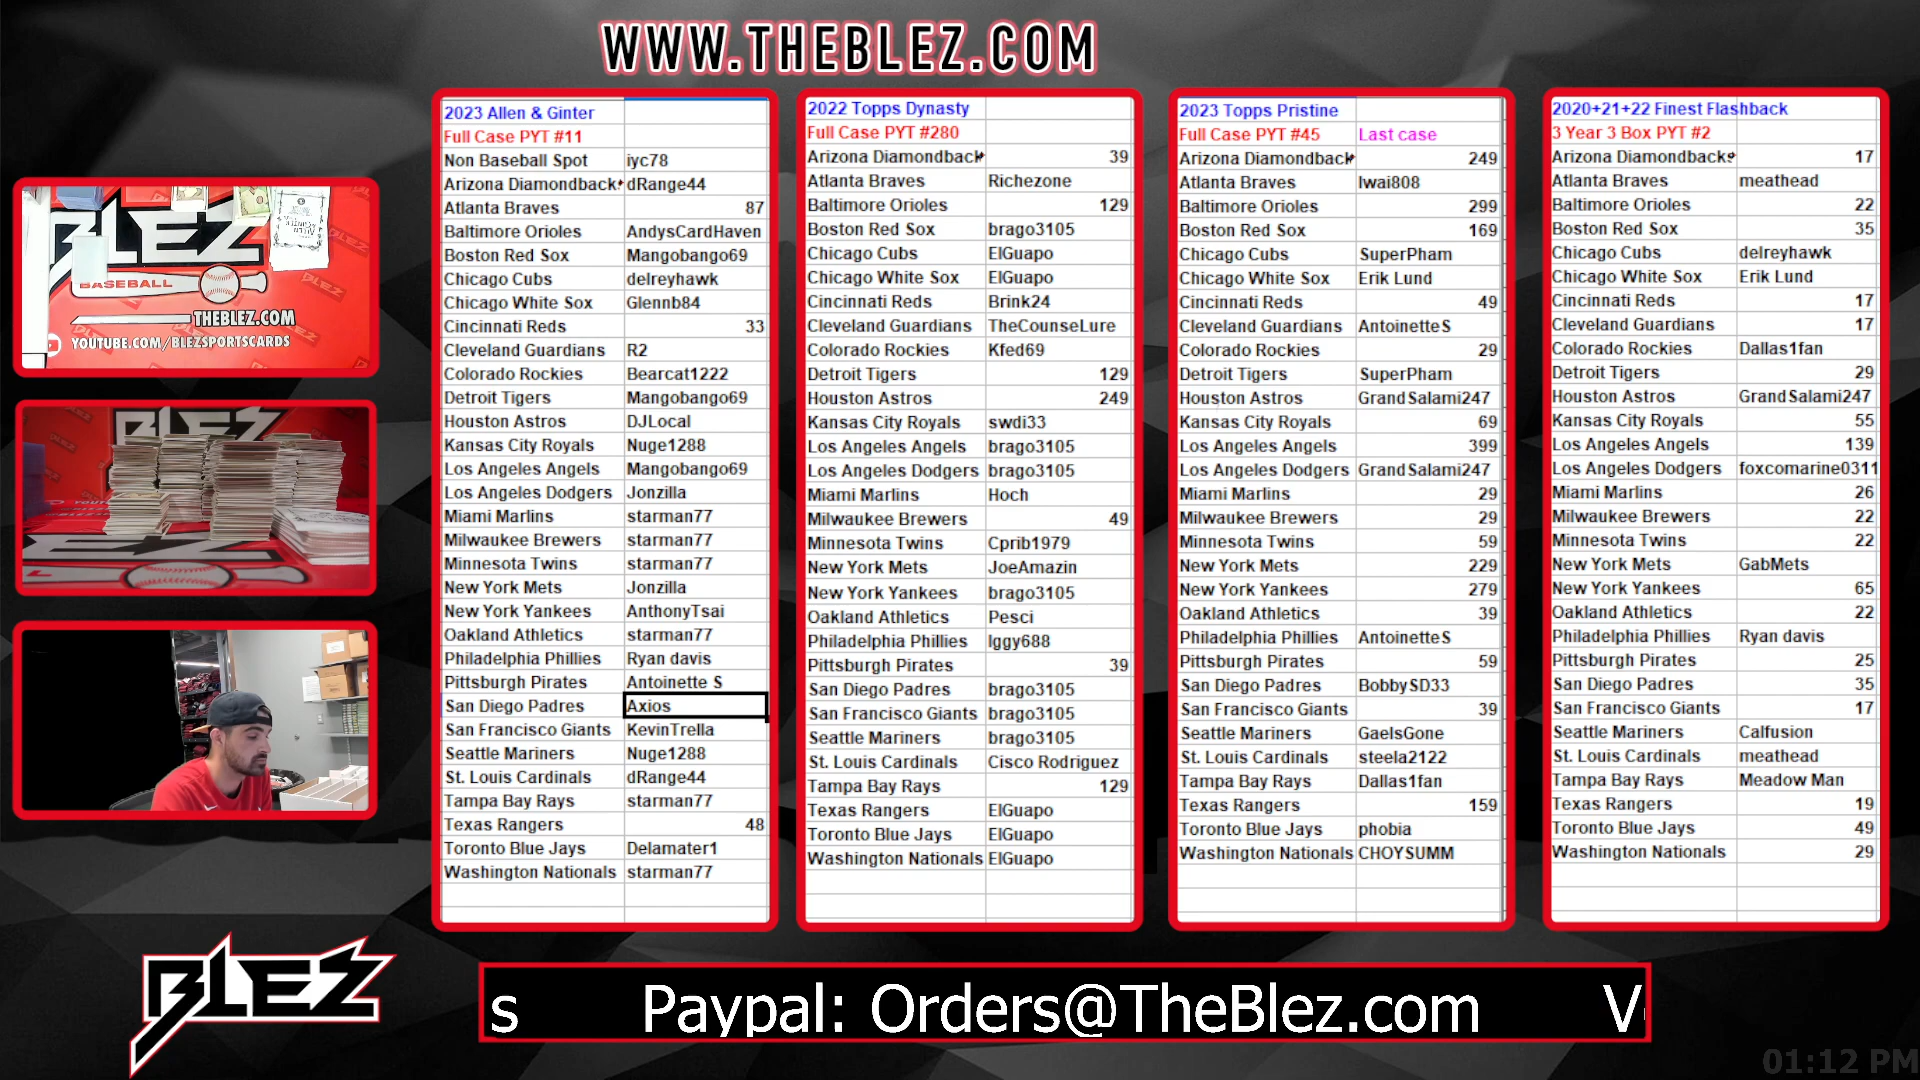 WWW.THEBLEZ.COM
BLEZ
BASEBALL
THEBLEZ.COM
YOUTUBE.COM/BLEZSPORTSCARDS
BLEZ
2023 Allen & Ginter
Full Case PYT #11
Non Baseball Spot iyc78
Arizona Diamondback dRange44
Atlanta Braves 87
Baltimore Orioles AndysCardHaven
Boston Red Sox Mangobango69
Chicago Cubs delreyhawk
Chicago White Sox Glennb84
Cincinnati Reds 33
Cleveland Guardians R2
Colorado Rockies Bearcat1222
Detroit Tigers Mangobango69
Houston Astros DJLocal
Kansas City Royals Nuge1288
Los Angeles Angels Mangobango69
Los Angeles Dodgers Jonzilla
Miami Marlins starman77
Milwaukee Brewers starman77
Minnesota Twins starman77
New York Mets Jonzilla
New York Yankees AnthonyTsai
Oakland Athletics starman77
Philadelphia Phillies Ryan davis
Pittsburgh Pirates Antoinette S
San Diego Padres Axios
San Francisco Giants KevinTrella
Seattle Mariners Nuge1288
St. Louis Cardinals dRange44
Tampa Bay Rays starman77
Texas Rangers 48
Toronto Blue Jays Delamater1
Washington Nationals starman77
2022 Topps Dynasty
Full Case PYT #280
Arizona Diamondback 39
Atlanta Braves Richezone
Baltimore Orioles 129
Boston Red Sox brago3105
Chicago Cubs ElGuapo
Chicago White Sox ElGuapo
Cincinnati Reds Brink24
Cleveland Guardians TheCounseLure
Colorado Rockies Kfed69
Detroit Tigers 129
Houston Astros 249
Kansas City Royals swdi33
Los Angeles Angels brago3105
Los Angeles Dodgers brago3105
Miami Marlins Hoch
Milwaukee Brewers 49
Minnesota Twins Cprib1979
New York Mets JoeAmazin
New York Yankees brago3105
Oakland Athletics Pesci
Philadelphia Phillies Iggy688
Pittsburgh Pirates 39
San Diego Padres brago3105
San Francisco Giants brago3105
Seattle Mariners brago3105
St. Louis Cardinals Cisco Rodriguez
Tampa Bay Rays 129
Texas Rangers ElGuapo
Toronto Blue Jays ElGuapo
Washington Nationals ElGuapo
2023 Topps Pristine
Full Case PYT #45 Last case
Arizona Diamondback 249
Atlanta Braves lwai808
Baltimore Orioles 299
Boston Red Sox 169
Chicago Cubs SuperPham
Chicago White Sox Erik Lund
Cincinnati Reds 49
Cleveland Guardians Antoinette S
Colorado Rockies 29
Detroit Tigers SuperPham
Houston Astros Grand Salami247
Kansas City Royals 69
Los Angeles Angels 399
Los Angeles Dodgers Grand Salami247
Miami Marlins 29
Milwaukee Brewers 29
Minnesota Twins 59
New York Mets 229
New York Yankees 279
Oakland Athletics 39
Philadelphia Phillies Antoinette S
Pittsburgh Pirates 59
San Diego Padres BobbySD33
San Francisco Giants 39
Seattle Mariners GaelsGone
St. Louis Cardinals steela2122
Tampa Bay Rays Dallas1fan
Texas Rangers 159
Toronto Blue Jays phobia
Washington Nationals CHOYSUMM
2020+21+22 Finest Flashback
3 Year 3 Box PYT #2
Arizona Diamondbacks 17
Atlanta Braves meathead
Baltimore Orioles 22
Boston Red Sox 35
Chicago Cubs delreyhawk
Chicago White Sox Erik Lund
Cincinnati Reds 17
Cleveland Guardians 17
Colorado Rockies Dallas1fan
Detroit Tigers 29
Houston Astros Grand Salami247
Kansas City Royals 55
Los Angeles Angels 139
Los Angeles Dodgers foxcomarine0311
Miami Marlins 26
Milwaukee Brewers 22
Minnesota Twins 22
New York Mets GabMets
New York Yankees 65
Oakland Athletics 22
Philadelphia Phillies Ryan davis
Pittsburgh Pirates 25
San Diego Padres 35
San Francisco Giants 17
Seattle Mariners Calfusion
St. Louis Cardinals meathead
Tampa Bay Rays Meadow Man
Texas Rangers 19
Toronto Blue Jays 49
Washington Nationals 29
BLEZ
s Paypal: Orders@TheBlez.com V
01:12 PM